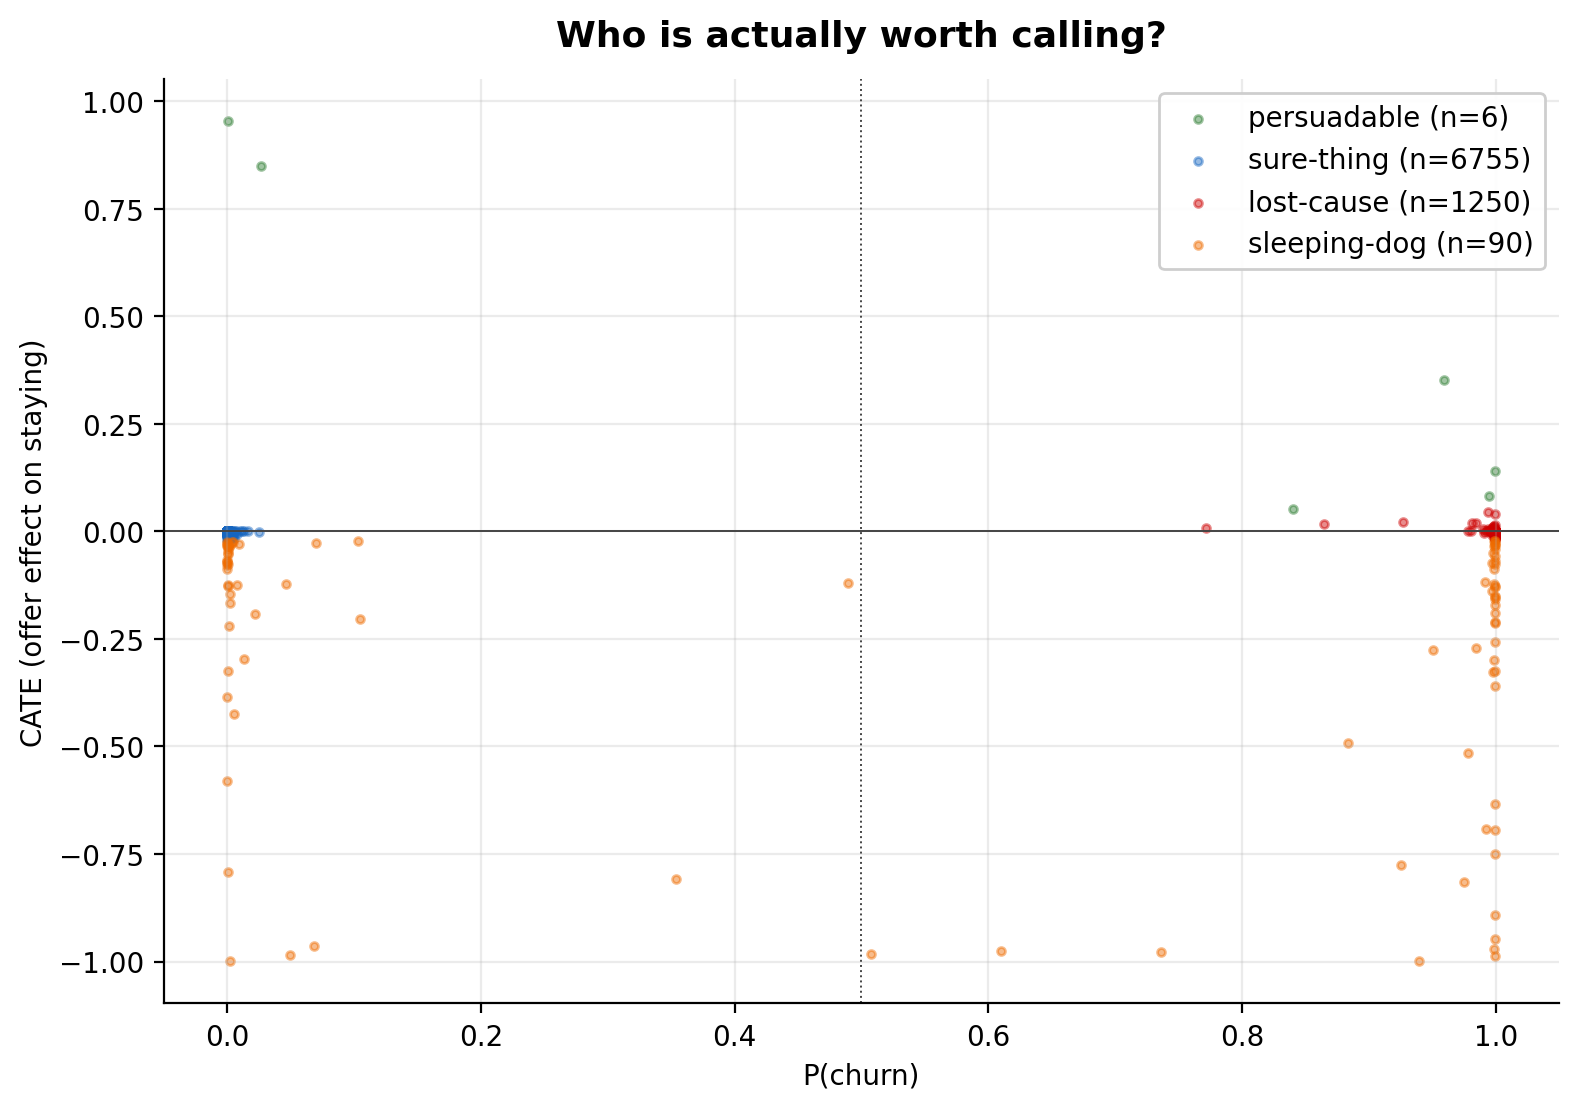 Who is actually worth calling?
persuadable (n=6)
sure-thing (n=6755)
lost-cause (n=1250)
sleeping-dog (n=90)
CATE (offer effect on staying)
1.00
0.75
0.50
0.25
0.00
−0.25
−0.50
−0.75
−1.00
0.0 0.2 0.4 0.6 0.8 1.0
P(churn)